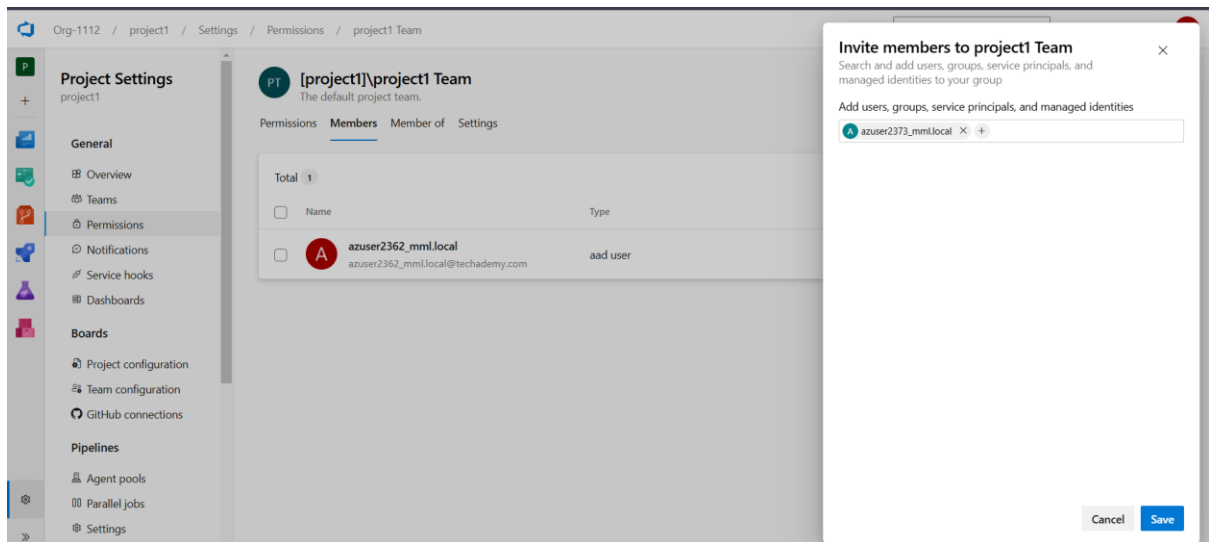 Org-1112 / project1 / Settings / Permissions / project1 Team
P
Project Settings
project1
General
Overview
Teams
Permissions
Notifications
Service hooks
Dashboards
Boards
Project configuration
Team configuration
GitHub connections
Pipelines
Agent pools
Parallel jobs
Settings
PT
[project1]\project1 Team
The default project team.
Permissions Members Member of Settings
Total 1
Name Type
A
azuser2362_mml.local
azuser2362_mml.local@techademy.com
aad user
Invite members to project1 Team
Search and add users, groups, service principals, and
managed identities to your group
Add users, groups, service principals, and managed identities
A azuser2373_mml.local
Cancel Save